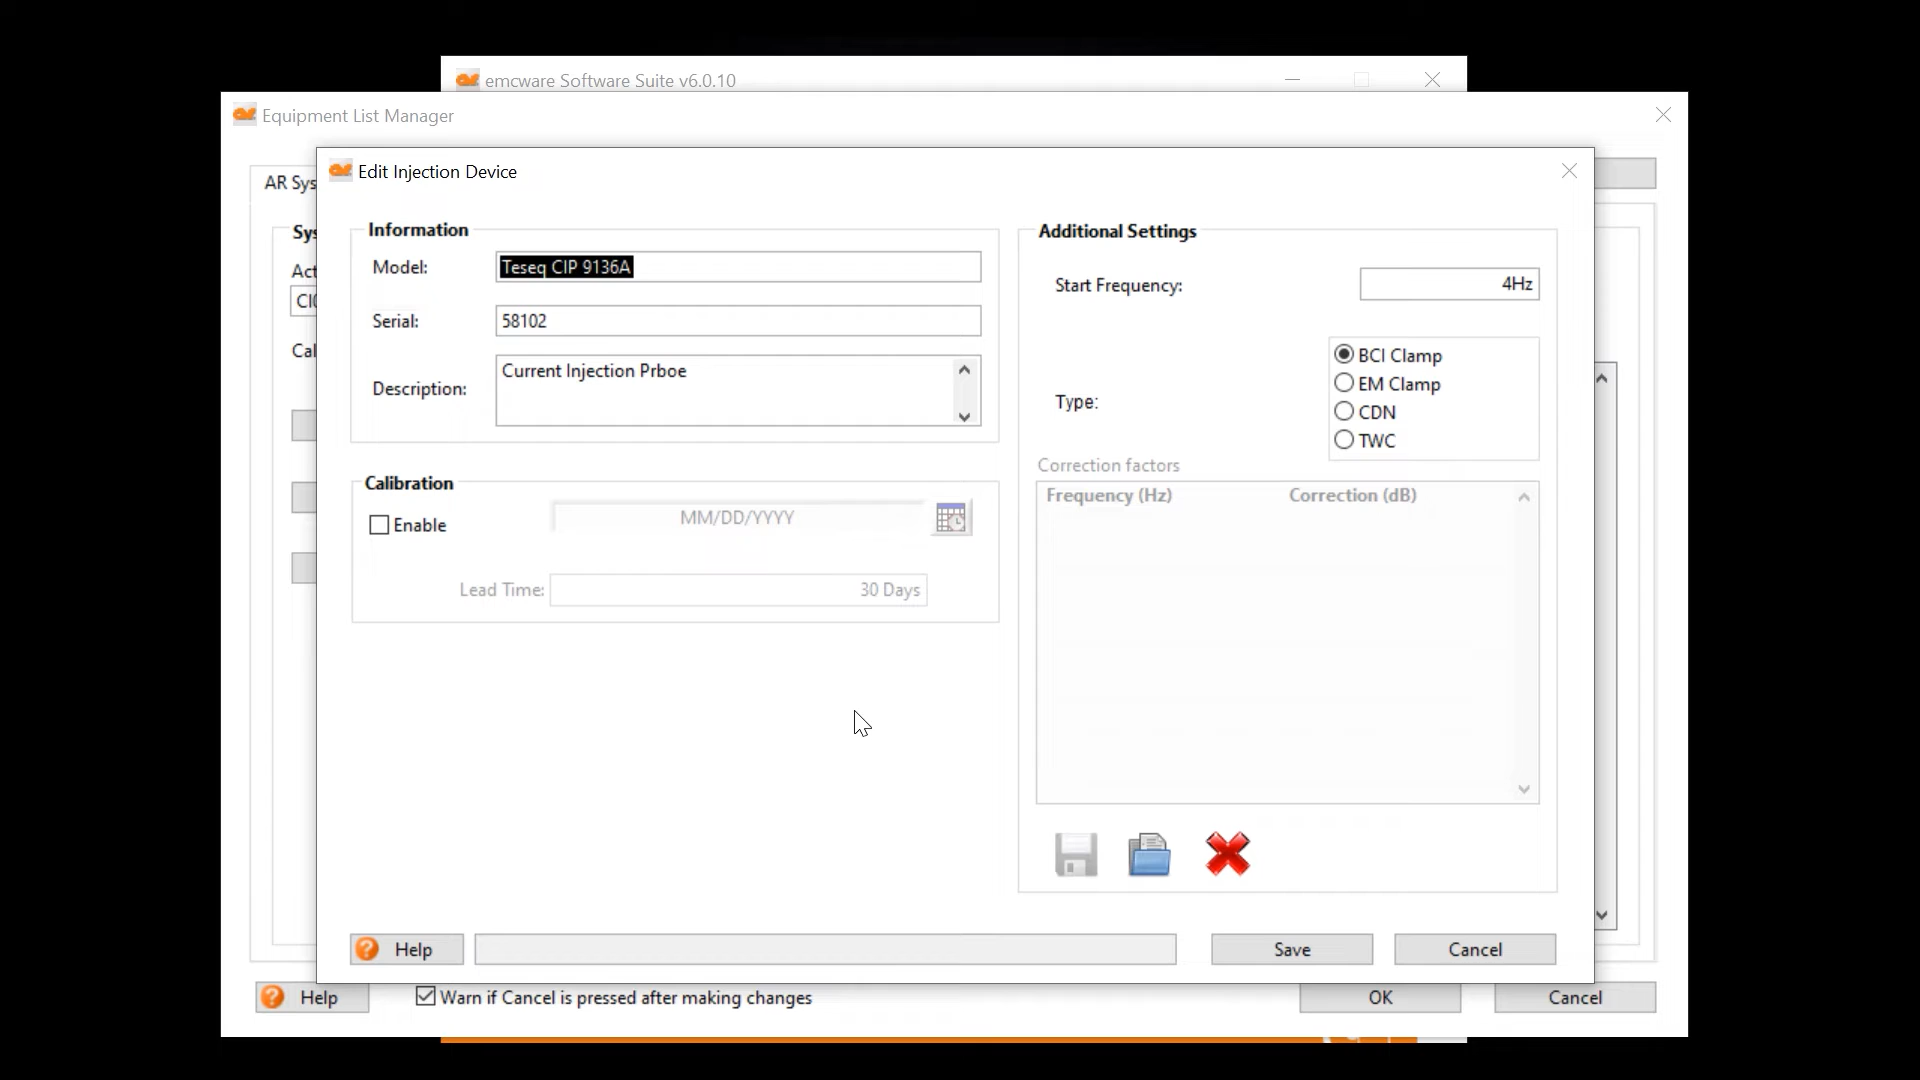 emcware Software Suite v6.0.10
Equipment List Manager
AR Sys
Edit Injection Device
Sys
Act
CI0
Cal
Information
Model: Teseq CIP 9136A
Serial: 58102
Description: Current Injection Prboe
Calibration
Enable MM/DD/YYYY
Lead Time: 30 Days
Additional Settings
Start Frequency: 4Hz
Type:
BCI Clamp
EM Clamp
CDN
TWC
Correction factors
Frequency (Hz) Correction (dB)
Help Save Cancel
Help Warn if Cancel is pressed after making changes OK Cancel